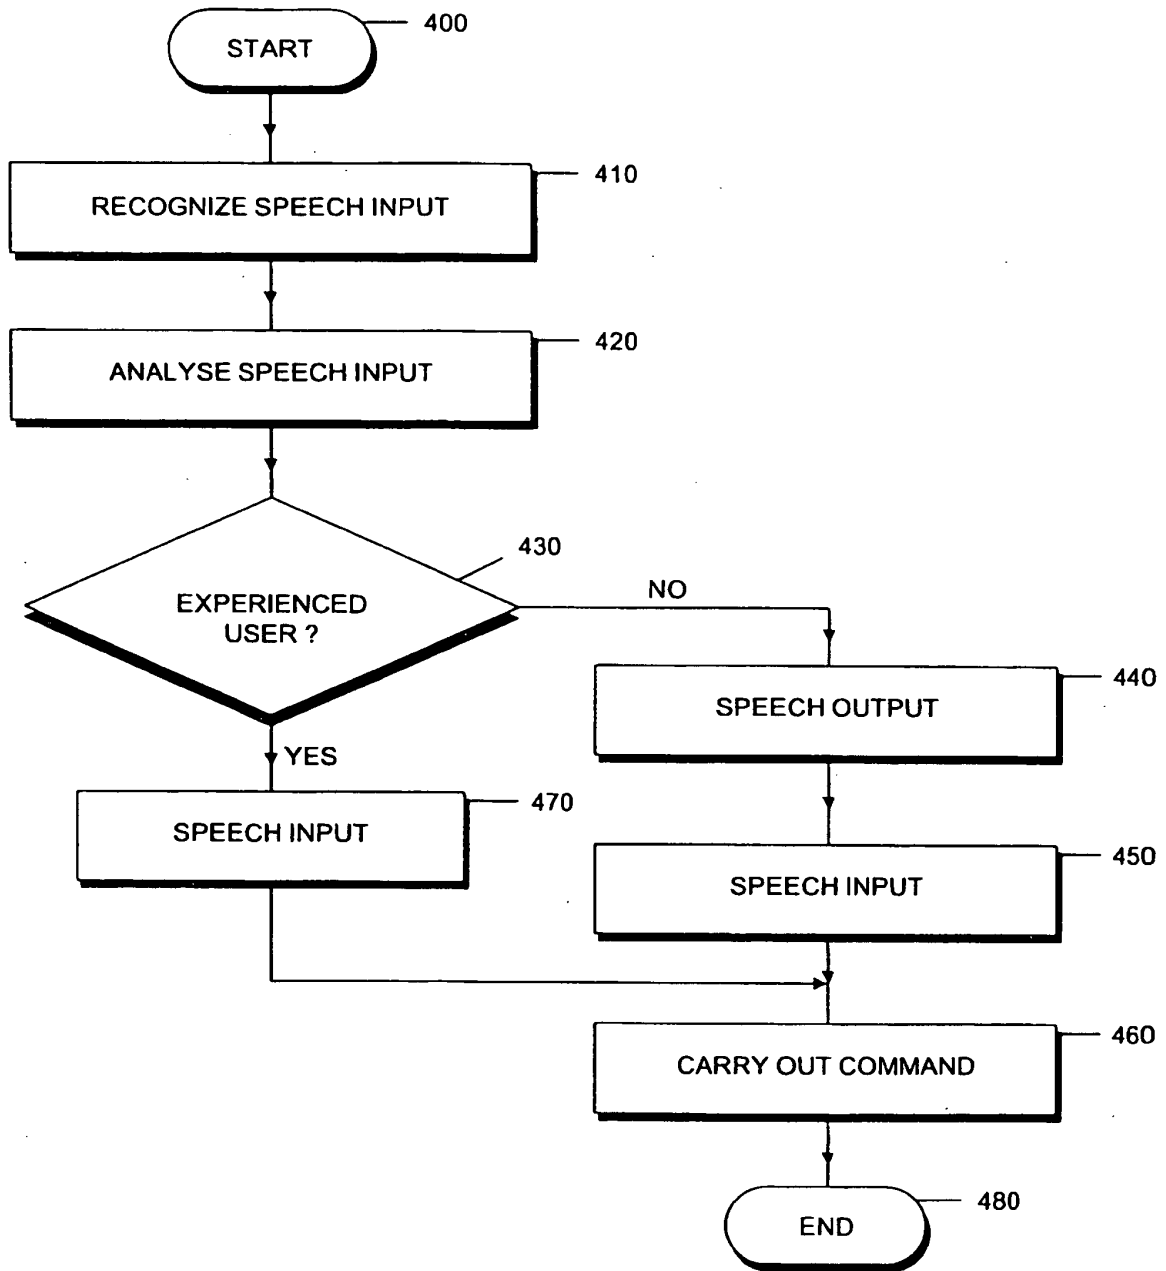 400
START
410
RECOGNIZE SPEECH INPUT
420
ANALYSE SPEECH INPUT
430
EXPERIENCED
USER ?
NO
440
SPEECH OUTPUT
YES
470
SPEECH INPUT
450
SPEECH INPUT
460
CARRY OUT COMMAND
480
END